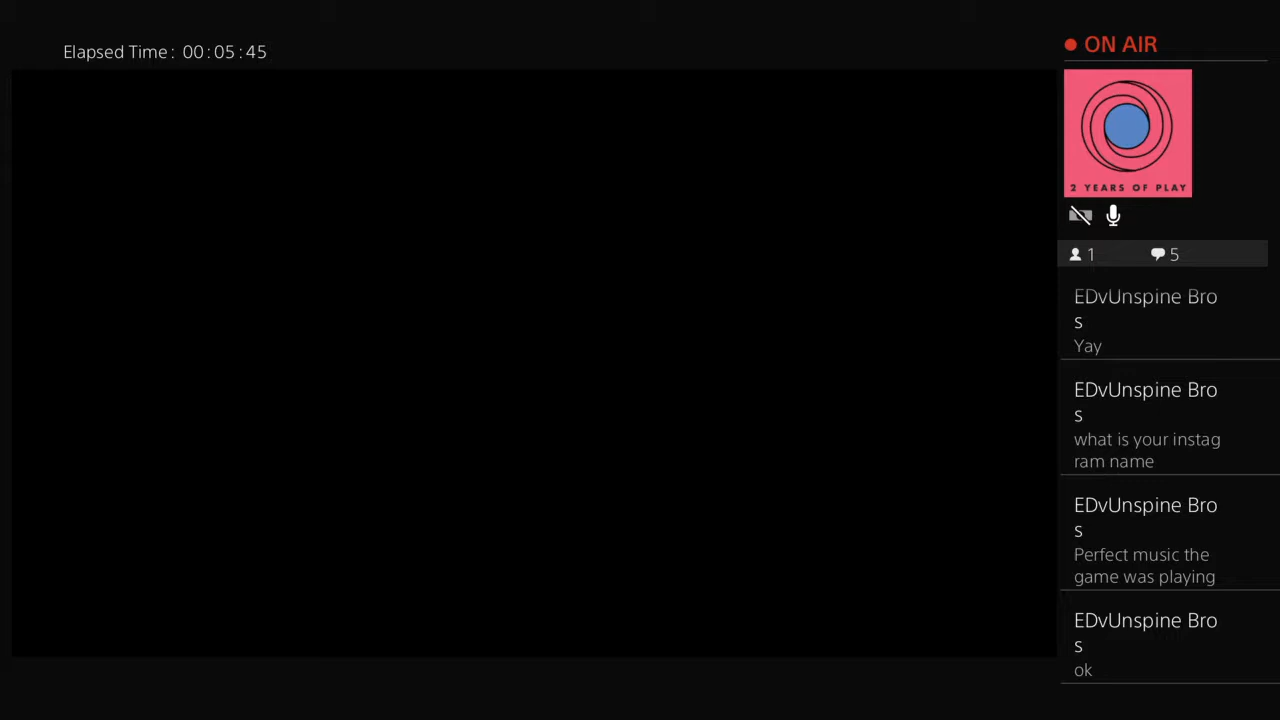 Elapsed Time: 00:05:45
ON AIR
2 YEARS OF PLAY
1 5
EDvUnspine Bro
s
Yay
EDvUnspine Bro
s
what is your instag
ram name
EDvUnspine Bro
s
Perfect music the
game was playing
EDvUnspine Bro
s
ok